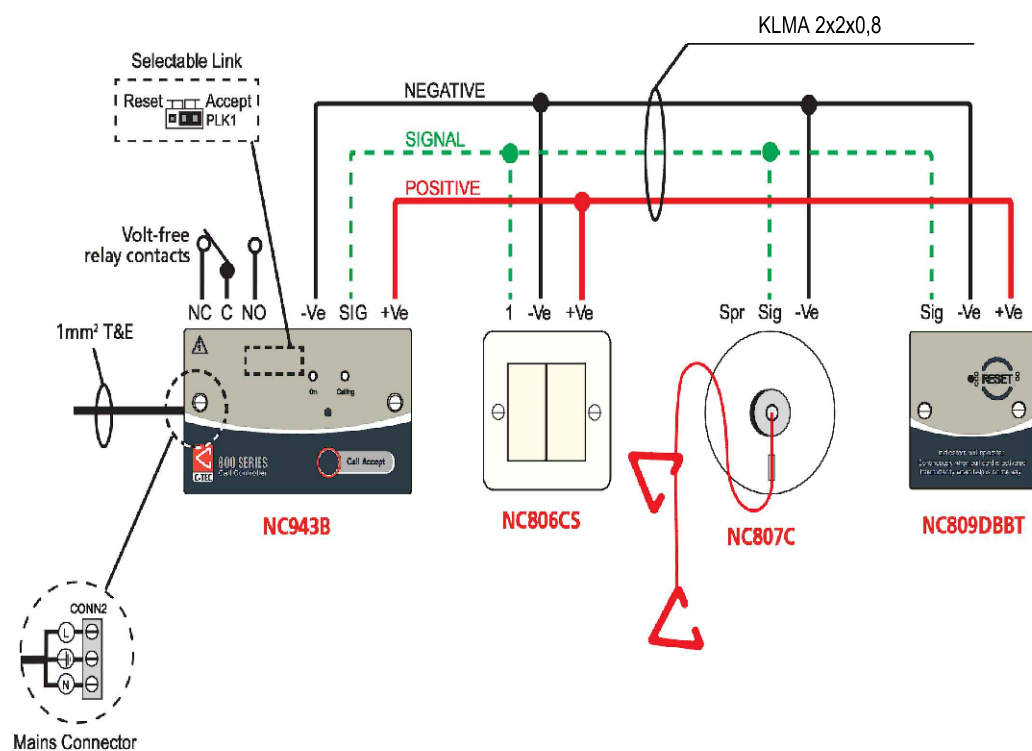 KLMA 2x2x0,8
Selectable Link
Reset Accept
PLK1
NEGATIVE
SIGNAL
POSITIVE
Volt-free
relay contacts
NC C NO -Ve SIG +Ve
1 -Ve +Ve
Spr Sig -Ve
Sig -Ve +Ve
1mm² T&E
On Calling
C-TEC
800 SERIES
Call Controller
Call Accept
RESET
NC943B
NC806CS
NC807C
NC809DBBT
CONN2
L
N
Mains Connector